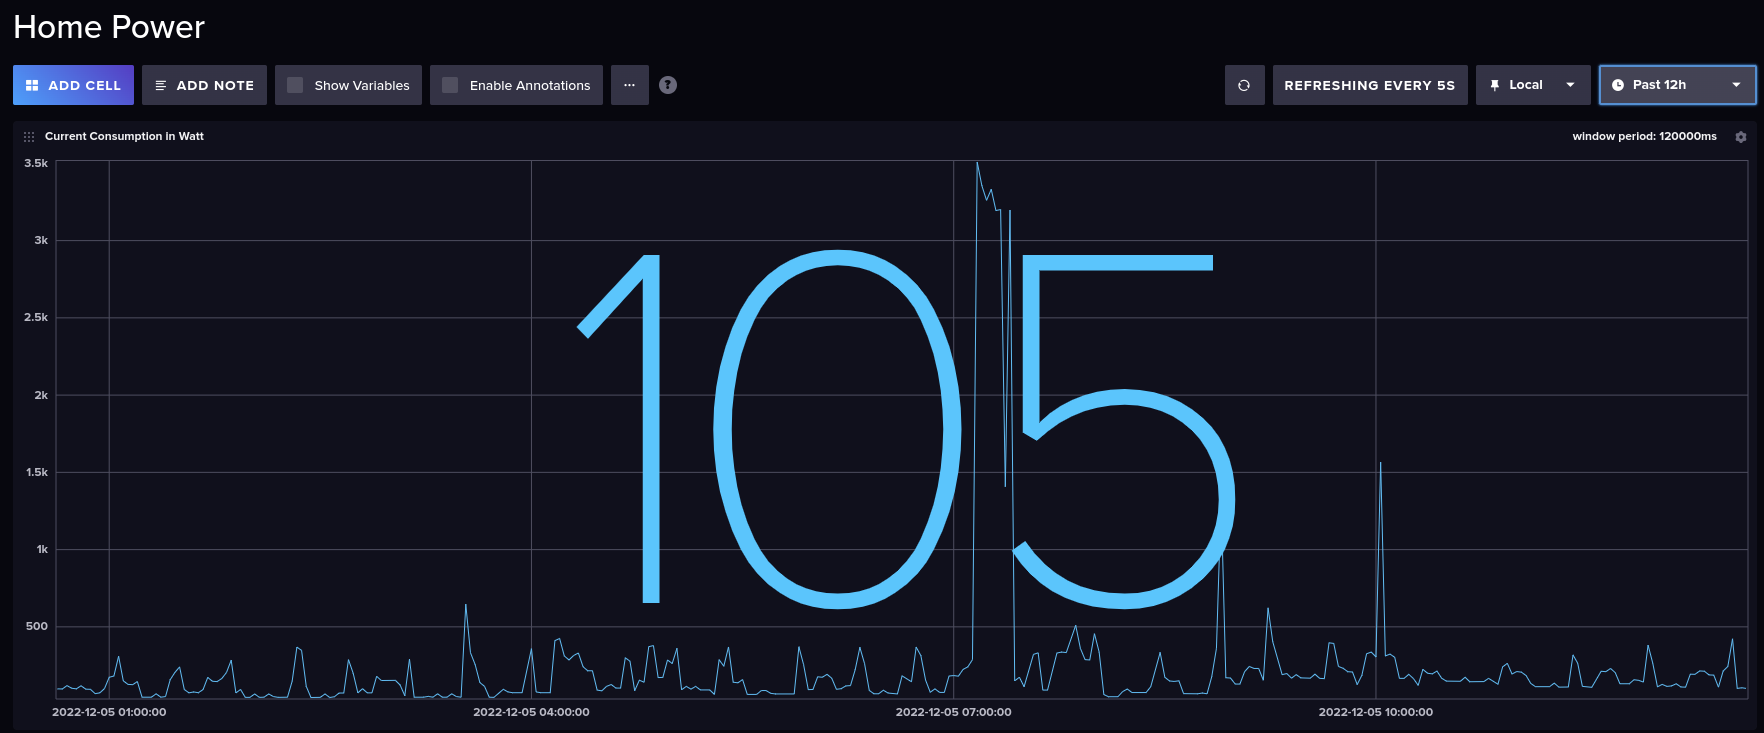 Home Power
ADD CELL ADD NOTE Show Variables Enable Annotations ... ? REFRESHING EVERY 5S Local Past 12h
Current Consumption in Watt window period: 120000ms
3.5k
3k
2.5k
2k
1.5k
1k
500
105
2022-12-05 01:00:00 2022-12-05 04:00:00 2022-12-05 07:00:00 2022-12-05 10:00:00